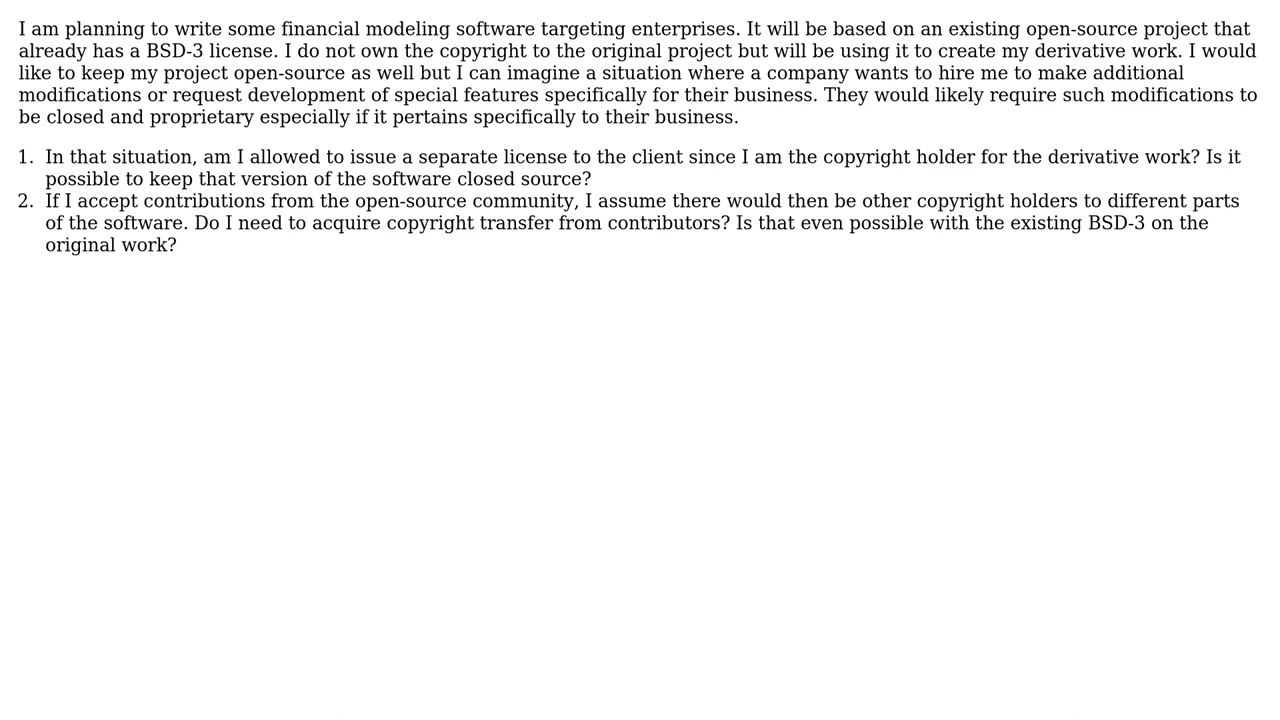 I am planning to write some financial modeling software targeting enterprises. It will be based on an existing open-source project that
already has a BSD-3 license. I do not own the copyright to the original project but will be using it to create my derivative work. I would
like to keep my project open-source as well but I can imagine a situation where a company wants to hire me to make additional
modifications or request development of special features specifically for their business. They would likely require such modifications to
be closed and proprietary especially if it pertains specifically to their business.
1. In that situation, am I allowed to issue a separate license to the client since I am the copyright holder for the derivative work? Is it
possible to keep that version of the software closed source?
2. If I accept contributions from the open-source community, I assume there would then be other copyright holders to different parts
of the software. Do I need to acquire copyright transfer from contributors? Is that even possible with the existing BSD-3 on the
original work?